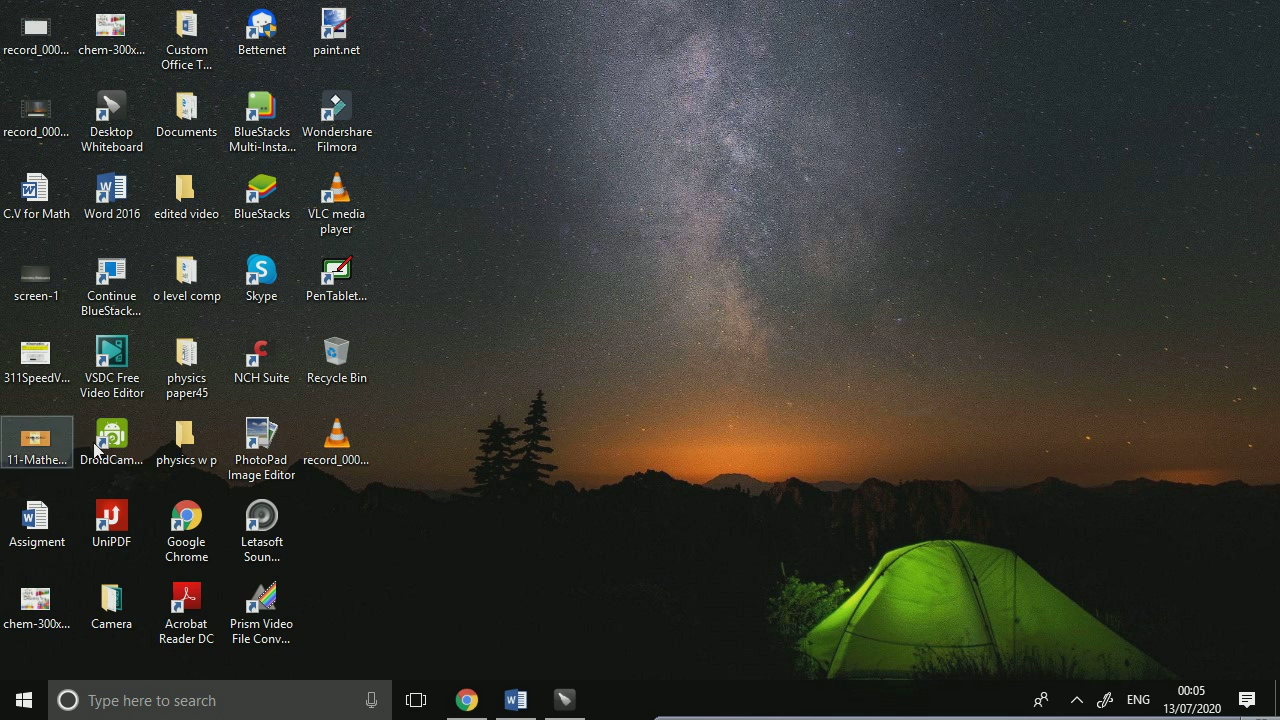 record_000...
chem-300x...
Custom
Office T...
Betternet
paint.net
record_000...
Desktop
Whiteboard
Documents
BlueStacks
Multi-Insta...
Wondershare
Filmora
C.V for Math
Word 2016
edited video
BlueStacks
VLC media
player
screen-1
Continue
BlueStack...
o level comp
Skype
PenTablet...
311SpeedV...
VSDC Free
Video Editor
physics
paper45
NCH Suite
Recycle Bin
11-Mathe...
DroidCam...
physics w p
PhotoPad
Image Editor
record_000...
Assigment
UniPDF
Google
Chrome
Letasoft
Soun...
chem-300x...
Camera
Acrobat
Reader DC
Prism Video
File Conv...
Type here to search
ENG
00:05
13/07/2020